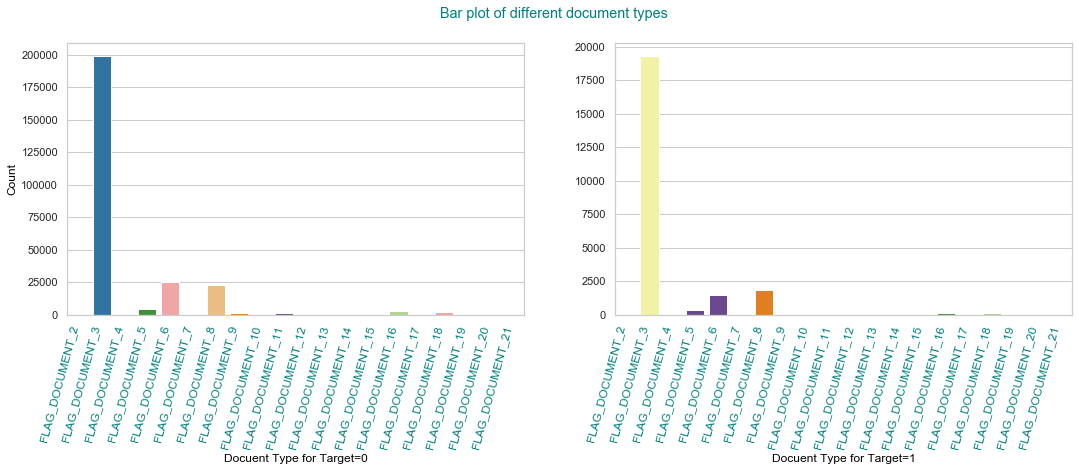 Bar plot of different document types
200000
175000
150000
125000
100000
75000
50000
25000
0
Count
FLAG_DOCUMENT_2
FLAG_DOCUMENT_3
FLAG_DOCUMENT_4
FLAG_DOCUMENT_5
FLAG_DOCUMENT_6
FLAG_DOCUMENT_7
FLAG_DOCUMENT_8
FLAG_DOCUMENT_9
FLAG_DOCUMENT_10
FLAG_DOCUMENT_11
FLAG_DOCUMENT_12
FLAG_DOCUMENT_13
FLAG_DOCUMENT_14
FLAG_DOCUMENT_15
FLAG_DOCUMENT_16
FLAG_DOCUMENT_17
FLAG_DOCUMENT_18
FLAG_DOCUMENT_19
FLAG_DOCUMENT_20
FLAG_DOCUMENT_21
Docuent Type for Target=0
20000
17500
15000
12500
10000
7500
5000
2500
0
FLAG_DOCUMENT_2
FLAG_DOCUMENT_3
FLAG_DOCUMENT_4
FLAG_DOCUMENT_5
FLAG_DOCUMENT_6
FLAG_DOCUMENT_7
FLAG_DOCUMENT_8
FLAG_DOCUMENT_9
FLAG_DOCUMENT_10
FLAG_DOCUMENT_11
FLAG_DOCUMENT_12
FLAG_DOCUMENT_13
FLAG_DOCUMENT_14
FLAG_DOCUMENT_15
FLAG_DOCUMENT_16
FLAG_DOCUMENT_17
FLAG_DOCUMENT_18
FLAG_DOCUMENT_19
FLAG_DOCUMENT_20
FLAG_DOCUMENT_21
Docuent Type for Target=1